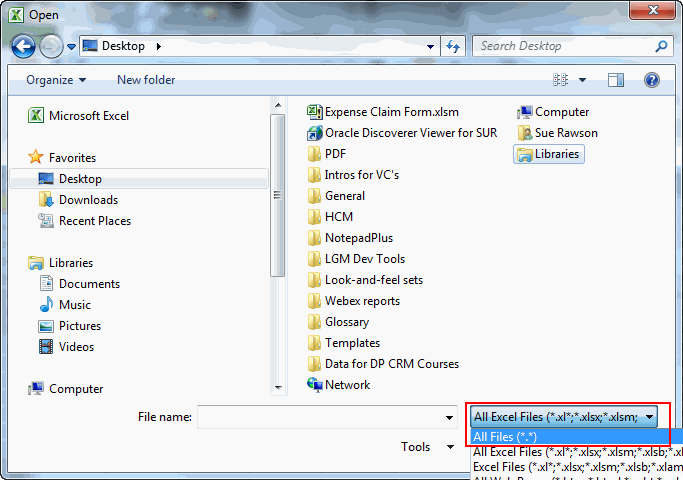 Open
Desktop
Search Desktop
Organize
New folder
Microsoft Excel
Favorites
Desktop
Downloads
Recent Places
Libraries
Documents
Music
Pictures
Videos
Computer
Expense Claim Form.xlsm
Oracle Discoverer Viewer for SUR
PDF
Intros for VC's
General
HCM
NotepadPlus
LGM Dev Tools
Look-and-feel sets
Webex reports
Glossary
Templates
Data for DP CRM Courses
Network
Computer
Sue Rawson
Libraries
File name:
All Excel Files (*.xl*;*.xlsx;*.xlsm;
Tools
All Files (*.*)
All Excel Files (*.xl*;*.xlsx;*.xlsm;*.xlsb;*.xl
Excel Files (*.xl*;*.xlsx;*.xlsm;*.xlsb;*.xlam